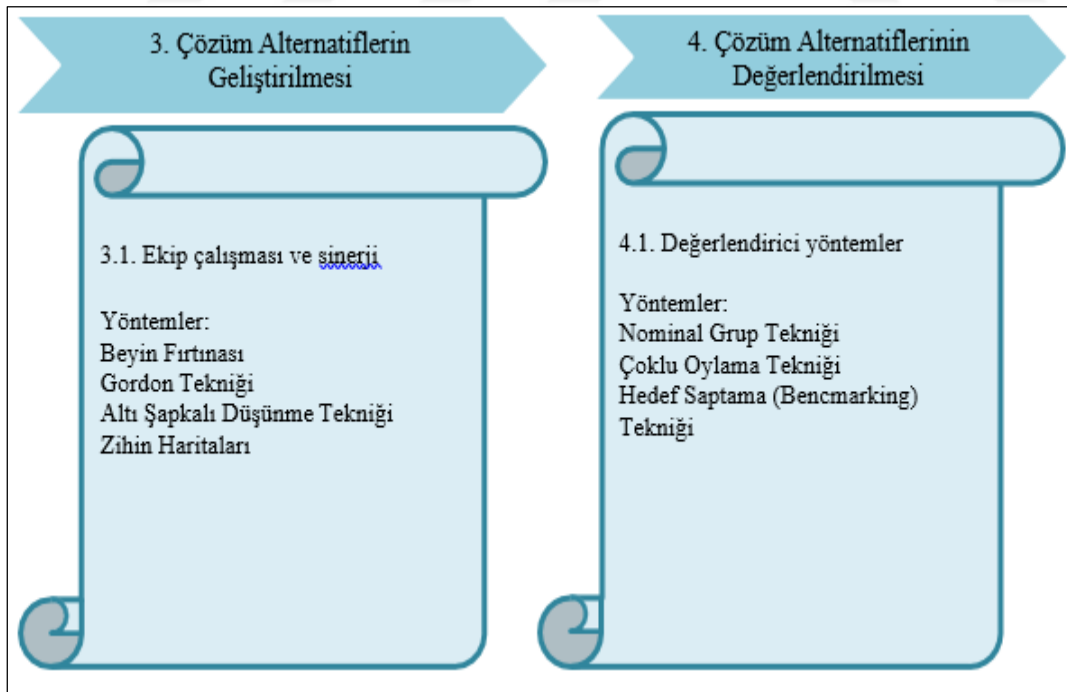 3. Çözüm Alternatiflerin
Geliştirilmesi
3.1. Ekip çalışması ve sinerji
Yöntemler:
Beyin Fırtınası
Gordon Tekniği
Altı Şapkalı Düşünme Tekniği
Zihin Haritaları
4. Çözüm Alternatiflerinin
Değerlendirilmesi
4.1. Değerlendirici yöntemler
Yöntemler:
Nominal Grup Tekniği
Çoklu Oylama Tekniği
Hedef Saptama (Bencmarking)
Tekniği